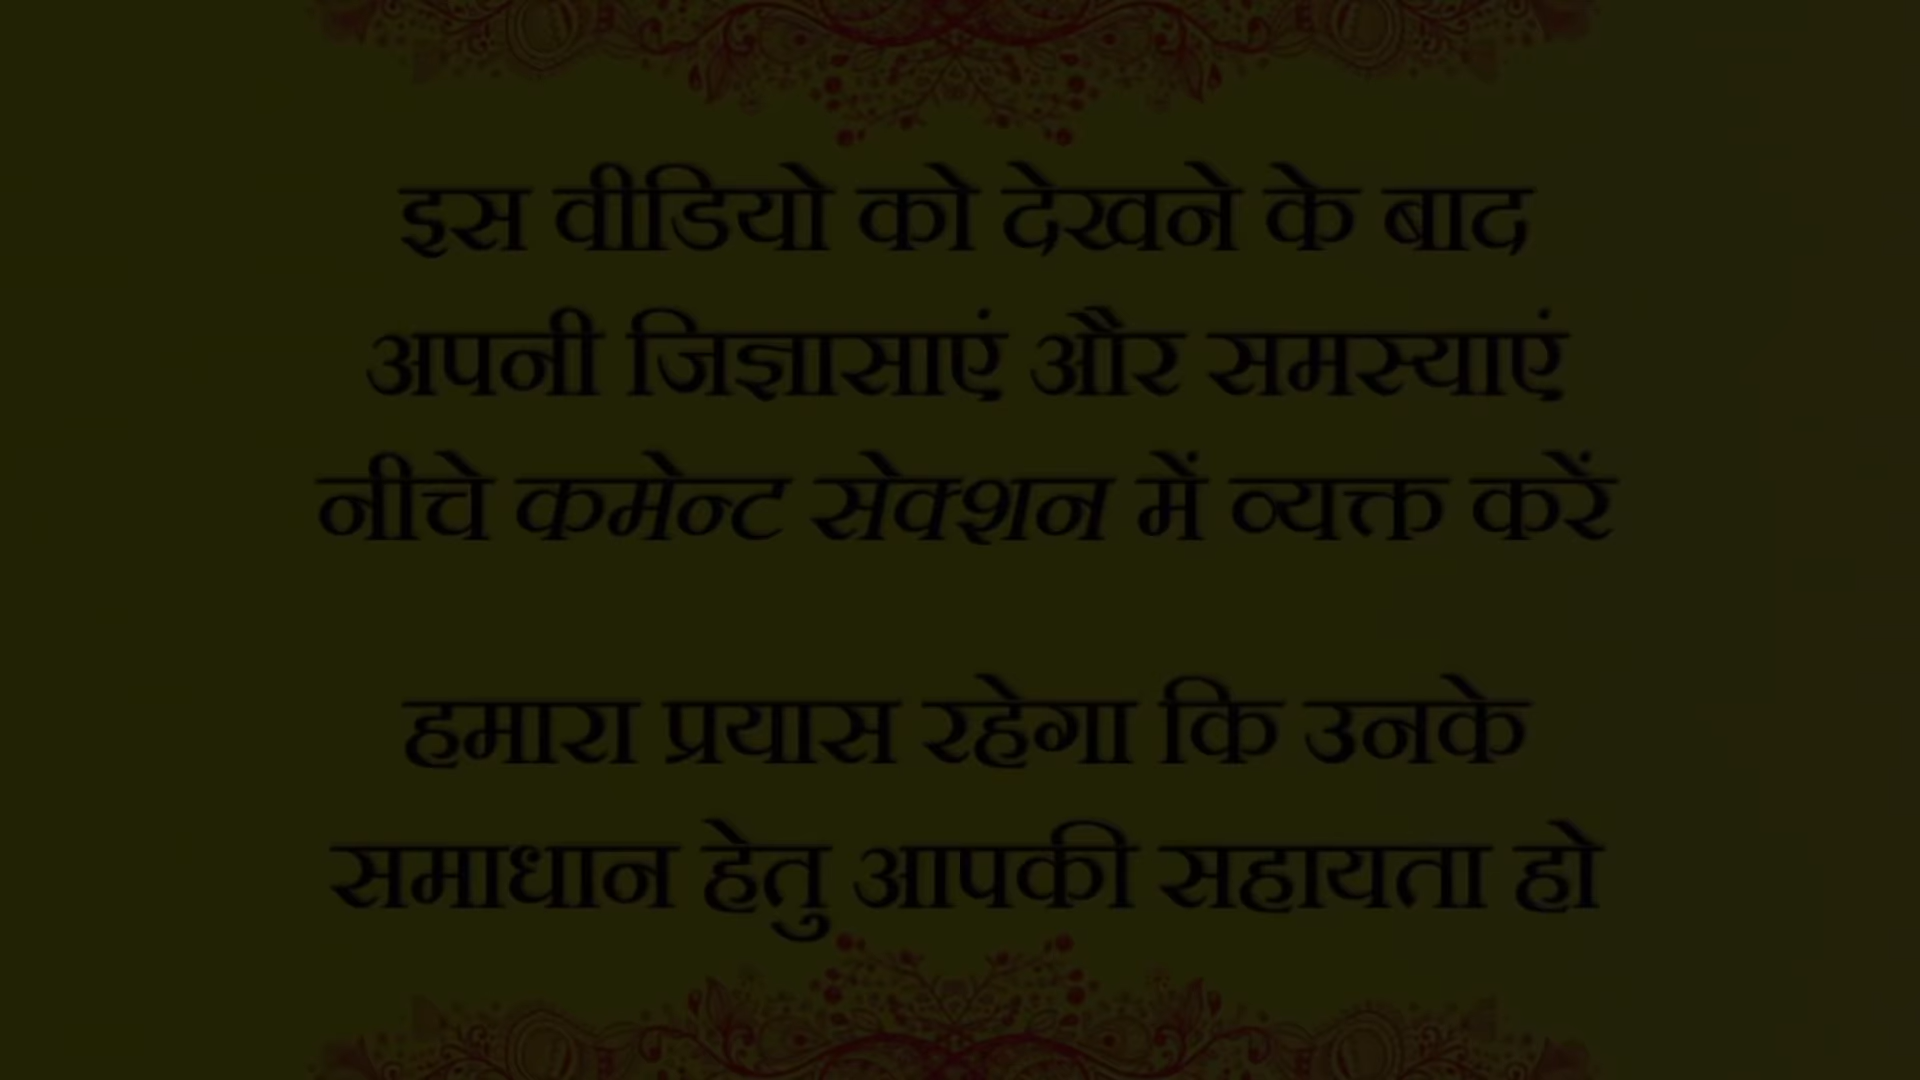 इस वीडियो को देखने के बाद
अपनी जिज्ञासाएं और समस्याएं
नीचे कमेन्ट सेक्शन में व्यक्त करें
हमारा प्रयास रहेगा कि उनके
समाधान हेतु आपकी सहायता हो